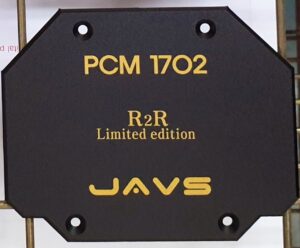 PCM 1702
R2R
Limited edition
JAVS